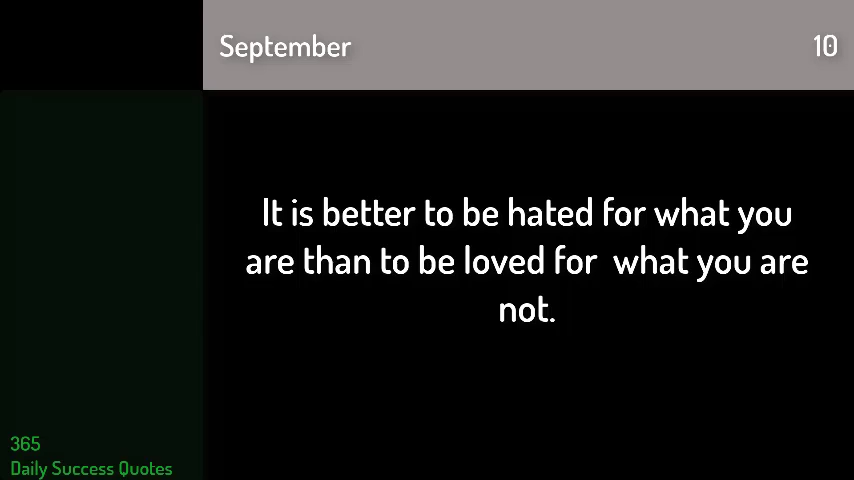 September
10
It is better to be hated for what you
are than to be loved for  what you are
not.
365
Daily Success Quotes